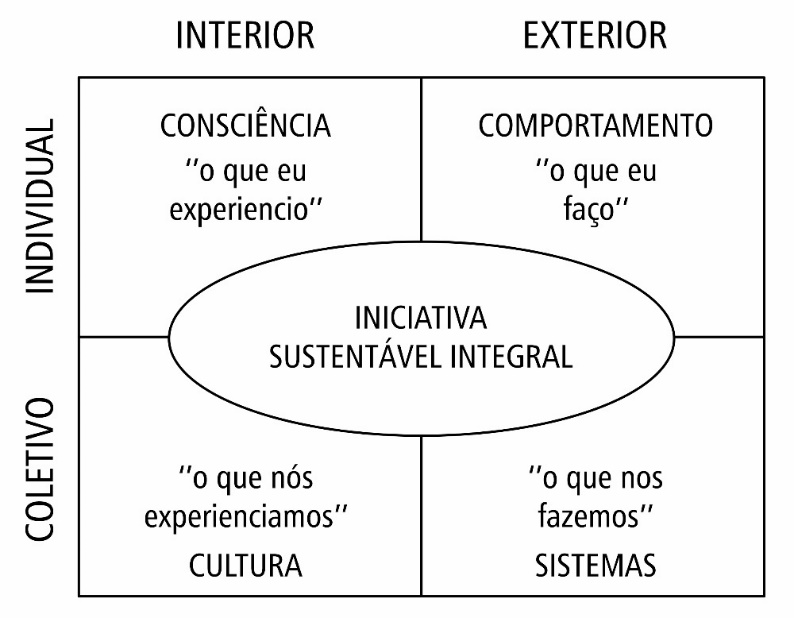 INTERIOR EXTERIOR
INDIVIDUAL
CONSCIÊNCIA
''o que eu
experiencio''
COMPORTAMENTO
''o que eu
faço''
INICIATIVA
SUSTENTÁVEL INTEGRAL
COLETIVO
''o que nós
experienciamos''
CULTURA
''o que nos
fazemos''
SISTEMAS